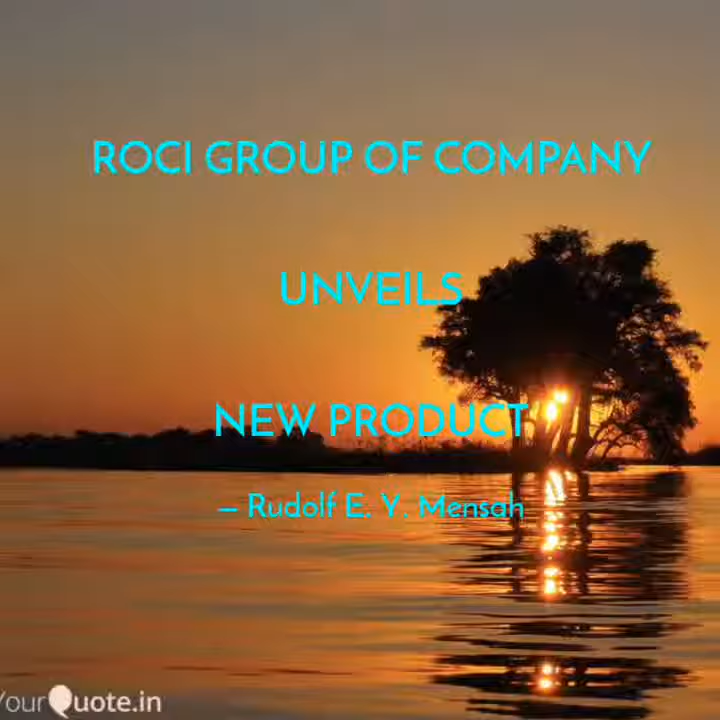 ROCI GROUP OF COMPANY
UNVEILS
NEW PRODUCT
— Rudolf E. Y. Mensah
YourQuote.in